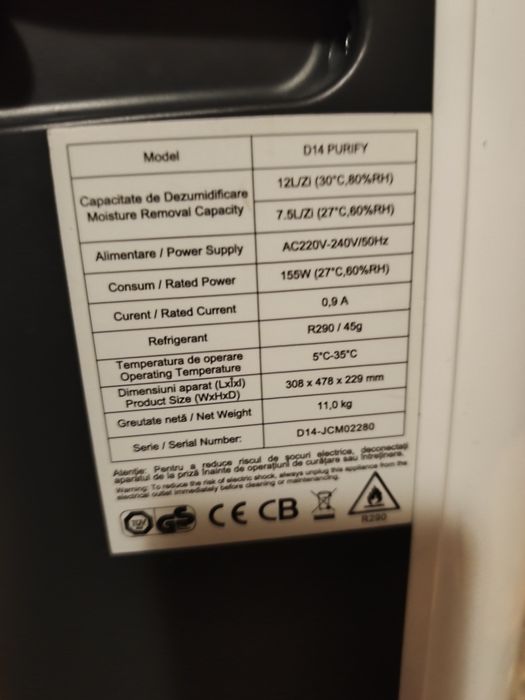 Model D14 PURIFY
Capacitate de Dezumidificare 12L/Zi (30°C,80%RH)
Moisture Removal Capacity 7.5L/Zi (27°C,60%RH)
Alimentare / Power Supply AC220V-240V/50Hz
Consum / Rated Power 155W (27°C,60%RH)
Curent / Rated Current 0,9 A
Refrigerant R290 / 45g
Temperatura de operare 5°C-35°C
Operating Temperature
Dimensiuni aparat (LxÎxl) 308 x 478 x 229 mm
Product Size (WxHxD)
Greutate netă / Net Weight 11,0 kg
Serie / Serial Number: D14-JCM02280
Atenție: Pentru a reduce riscul de șocuri electrice, deconectați
aparatul de la priză înainte de operațiuni de curățare sau întreținere.
Warning: To reduce the risk of electric shock, always unplug this appliance from the
electrical outlet immediately before cleaning or maintenancing.
TÜV GS CE CB
R290